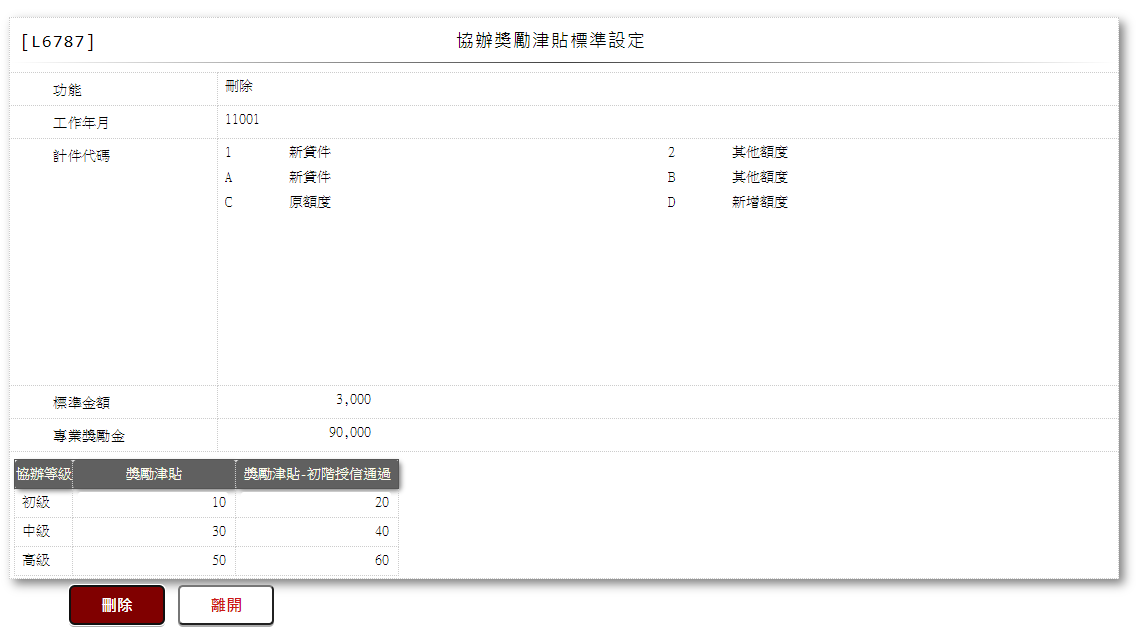 [L6787] 協辦獎勵津貼標準設定
功能 刪除
工作年月 11001
計件代碼 1 新貸件 2 其他額度
A 新貸件 B 其他額度
C 原額度 D 新增額度
標準金額 3,000
專業獎勵金 90,000
協辦等級 獎勵津貼 獎勵津貼-初階授信通過
初級 10 20
中級 30 40
高級 50 60
刪除 離開